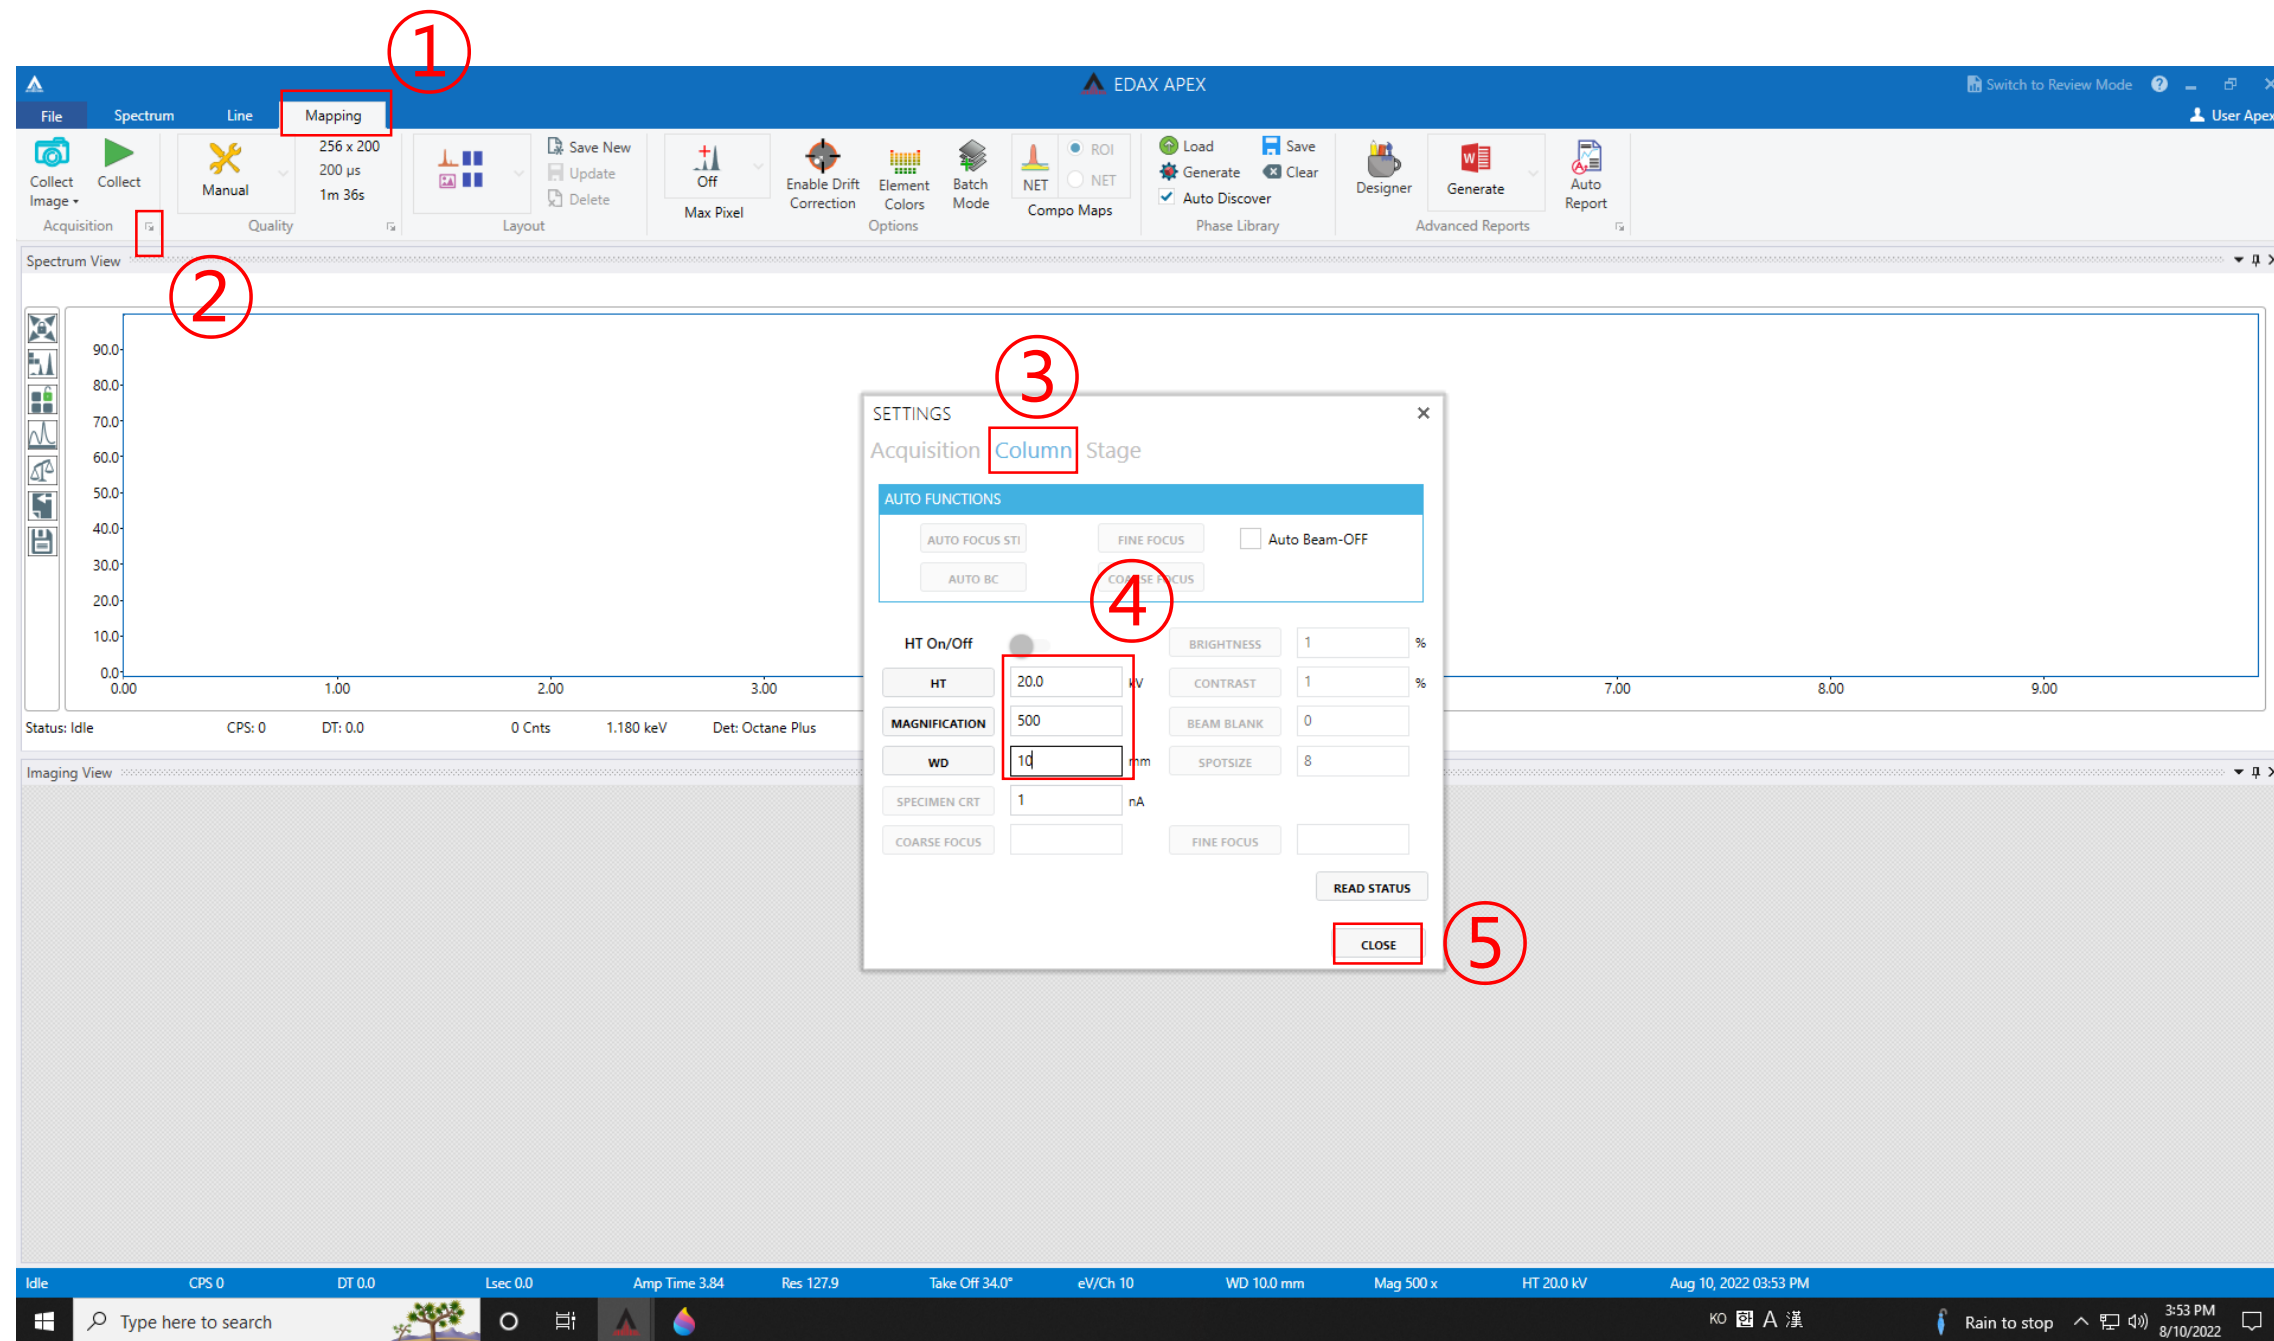 ①
EDAX APEX
Switch to Review Mode
File Spectrum Line Mapping
User Apex
Collect Image
Collect
Acquisition
Manual
256 x 200
200 µs
1m 36s
Quality
Save New
Update
Delete
Layout
Off
Max Pixel
Enable Drift Correction
Element Colors
Batch Mode
Options
NET
ROI
NET
Compo Maps
Load Save
Generate Clear
Auto Discover
Phase Library
Designer
Generate
Auto Report
Advanced Reports
②
Spectrum View
90.0
80.0
70.0
60.0
50.0
40.0
30.0
20.0
10.0
0.0
0.00 1.00 2.00 3.00 7.00 8.00 9.00
Status: Idle CPS: 0 DT: 0.0 0 Cnts 1.180 keV Det: Octane Plus
③
SETTINGS
Acquisition Column Stage
AUTO FUNCTIONS
AUTO FOCUS STI FINE FOCUS Auto Beam-OFF
AUTO BC COARSE FOCUS
④
HT On/Off BRIGHTNESS 1 %
HT 20.0 kV CONTRAST 1 %
MAGNIFICATION 500 BEAM BLANK 0
WD 10 mm SPOTSIZE 8
SPECIMEN CRT 1 nA
COARSE FOCUS FINE FOCUS
READ STATUS
CLOSE
⑤
Imaging View
Idle CPS 0 DT 0.0 Lsec 0.0 Amp Time 3.84 Res 127.9 Take Off 34.0° eV/Ch 10 WD 10.0 mm Mag 500 x HT 20.0 kV Aug 10, 2022 03:53 PM
Type here to search
KO 한 A 漢
Rain to stop
3:53 PM
8/10/2022